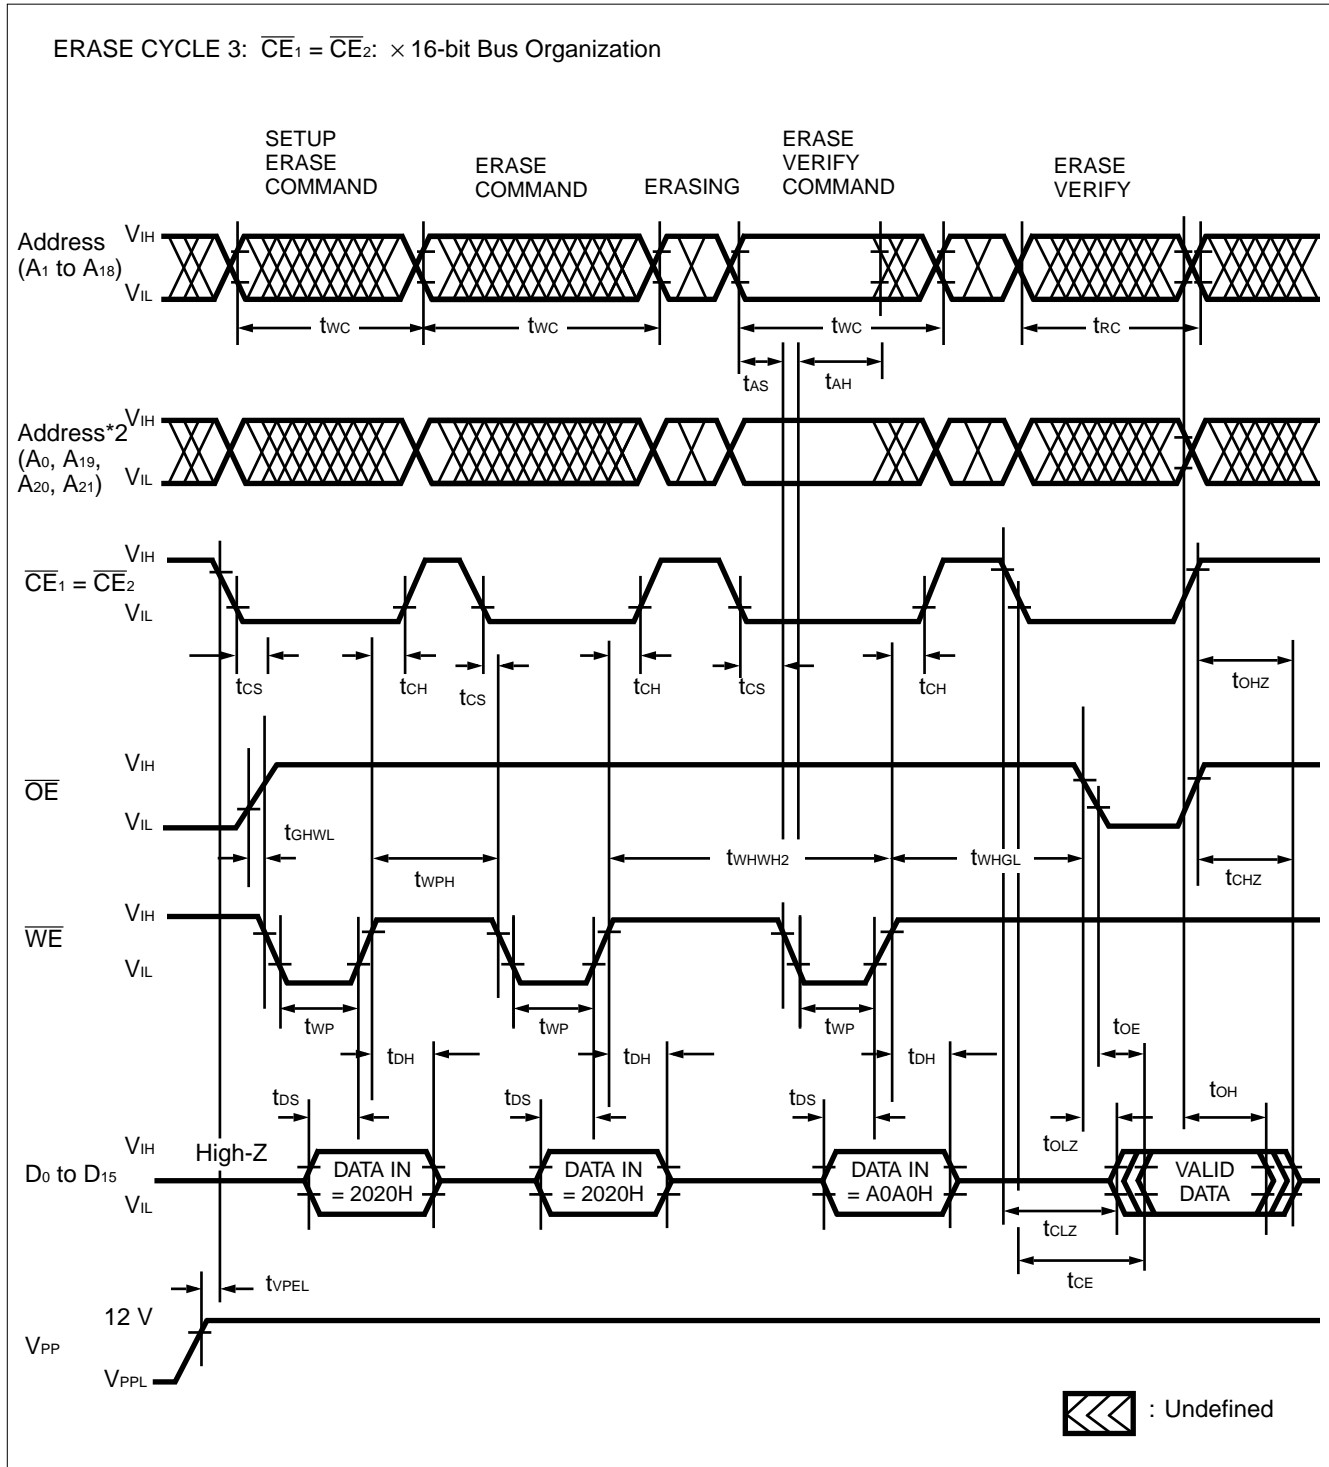 ERASE CYCLE 3: CE1 = CE2: × 16-bit Bus Organization
SETUP
ERASE
COMMAND
ERASE
COMMAND
ERASING
ERASE
VERIFY
COMMAND
ERASE
VERIFY
Address
(A1 to A18)
VIH
VIL
tWC
tWC
tWC
tRC
tAS
tAH
Address*2
(A0, A19,
A20, A21)
VIH
VIL
CE1 = CE2
VIH
VIL
tCS
tCH
tCS
tCH
tCS
tCH
tOHZ
OE
VIH
VIL
tGHWL
tWPH
tWHWH2
tWHGL
tCHZ
WE
VIH
VIL
tWP
tWP
tWP
tOE
tDH
tDH
tDH
tDS
tDS
tDS
tOH
tOLZ
D0 to D15
VIH
VIL
High-Z
DATA IN
= 2020H
DATA IN
= 2020H
DATA IN
= A0A0H
VALID
DATA
tCLZ
tCE
tVPEL
VPP
12 V
VPPL
: Undefined